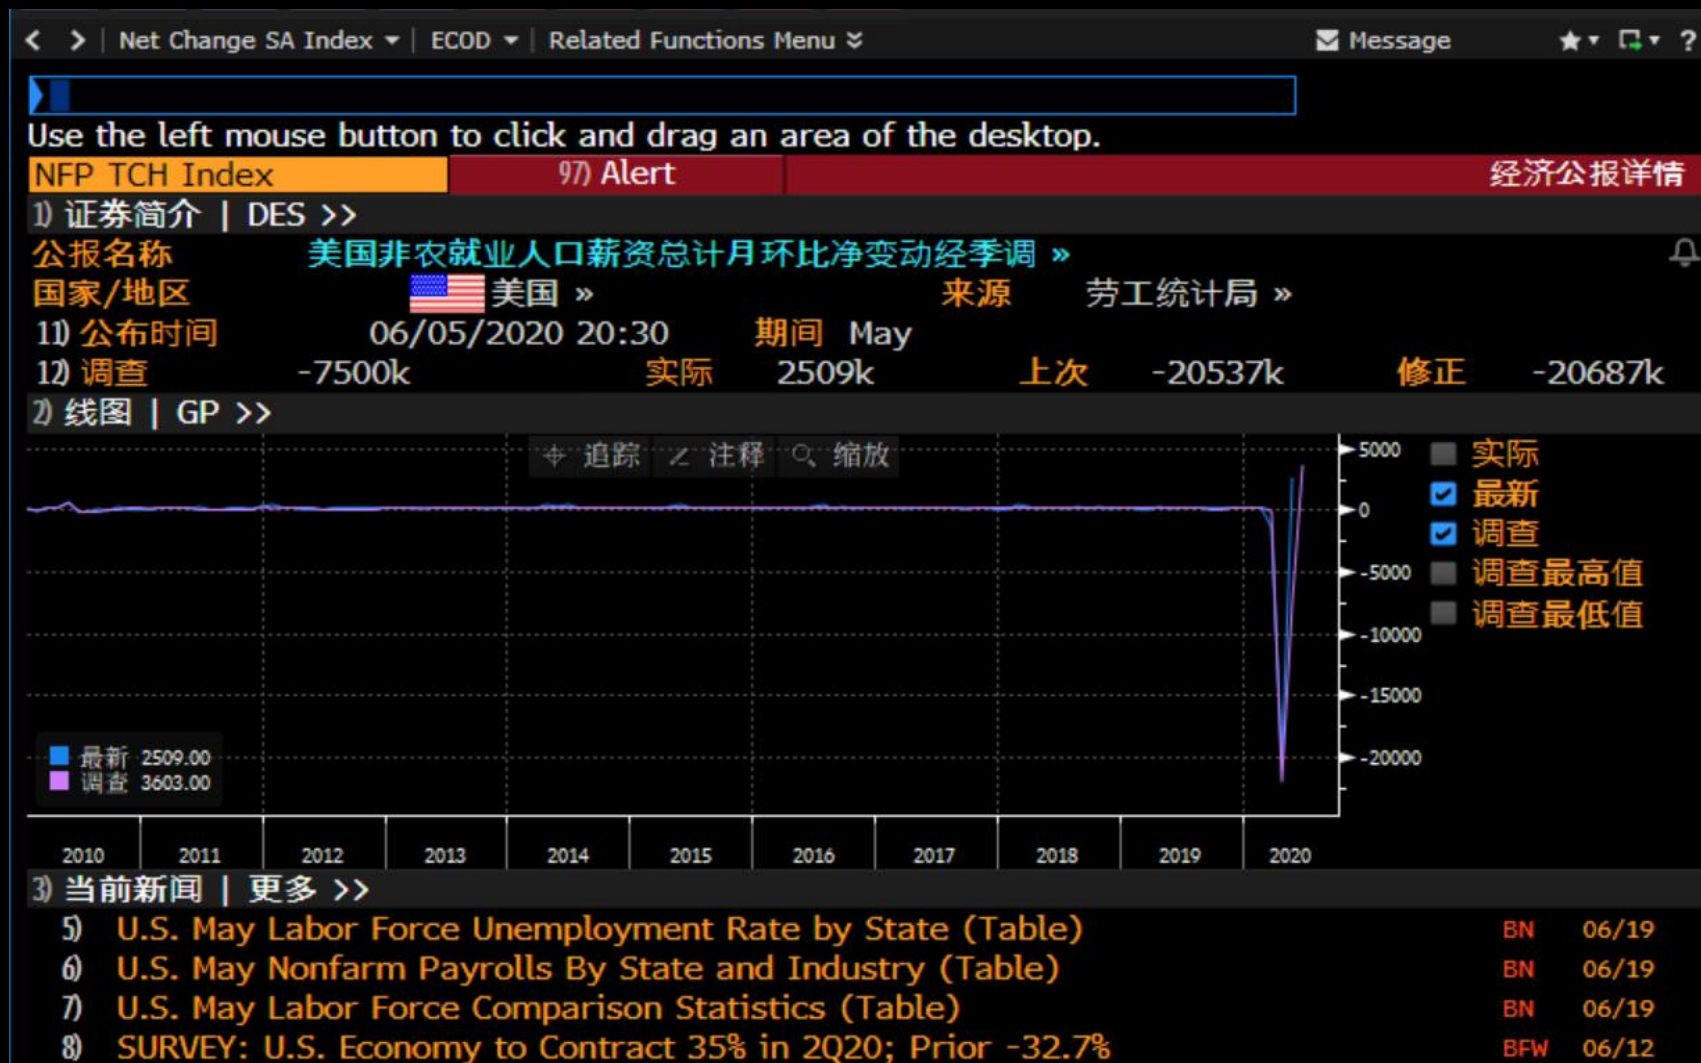 Net Change SA Index ECOD Related Functions Menu Message ?
Use the left mouse button to click and drag an area of the desktop.
NFP TCH Index 97) Alert 经济公报详情
1) 证券简介 | DES >>
公报名称 美国非农就业人口薪资总计月环比净变动经季调 »
国家/地区 美国 » 来源 劳工统计局 »
11) 公布时间 06/05/2020 20:30 期间 May
12) 调查 -7500k 实际 2509k 上次 -20537k 修正 -20687k
2) 线图 | GP >>
追踪 注释 缩放
5000
0
-5000
-10000
-15000
-20000
实际
最新
调查
调查最高值
调查最低值
最新 2509.00
调查 3603.00
2010 2011 2012 2013 2014 2015 2016 2017 2018 2019 2020
3) 当前新闻 | 更多 >>
5) U.S. May Labor Force Unemployment Rate by State (Table) BN 06/19
6) U.S. May Nonfarm Payrolls By State and Industry (Table) BN 06/19
7) U.S. May Labor Force Comparison Statistics (Table) BN 06/19
8) SURVEY: U.S. Economy to Contract 35% in 2Q20; Prior -32.7% BFW 06/12